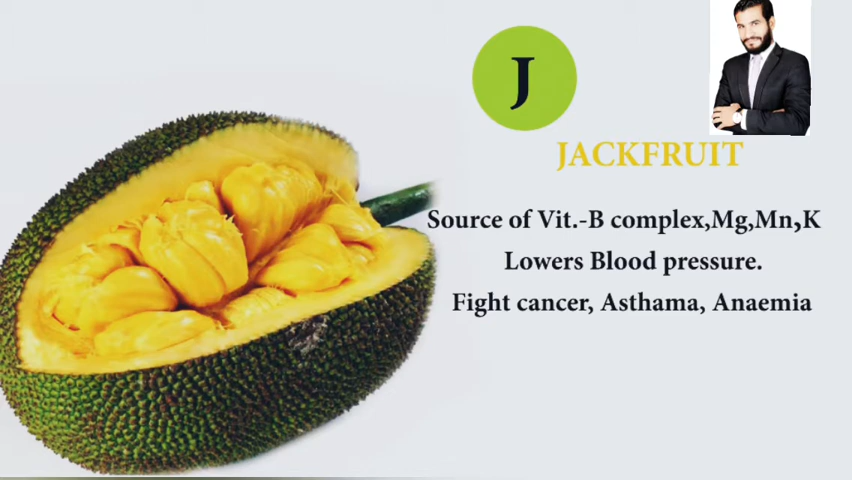 J
JACKFRUIT
Source of Vit.-B complex,Mg,Mn,K
Lowers Blood pressure.
Fight cancer, Asthama, Anaemia